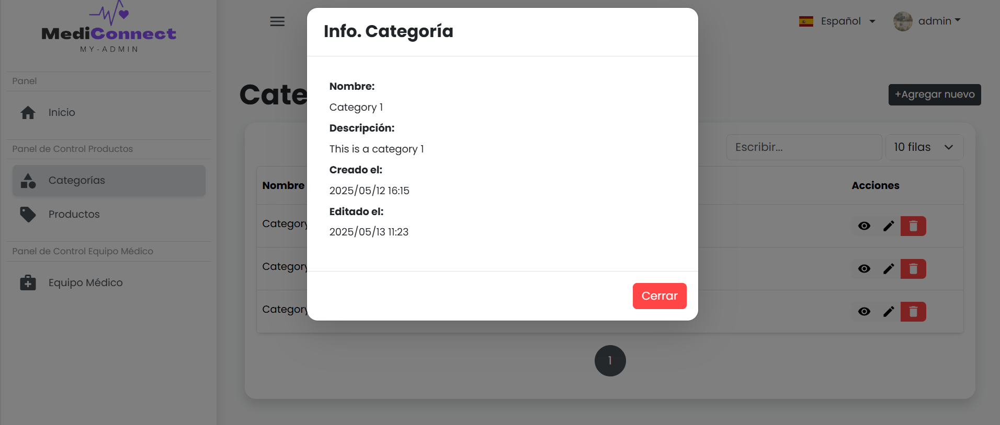 MediConnect
MY-ADMIN
Panel
Inicio
Panel de Control Productos
Categorías
Productos
Panel de Control Equipo Médico
Equipo Médico
Español
admin
Cate
+Agregar nuevo
Escribir...
10 filas
Nombre
Acciones
Category
Category
Category
1
Info. Categoría
Nombre:
Category 1
Descripción:
This is a category 1
Creado el:
2025/05/12 16:15
Editado el:
2025/05/13 11:23
Cerrar